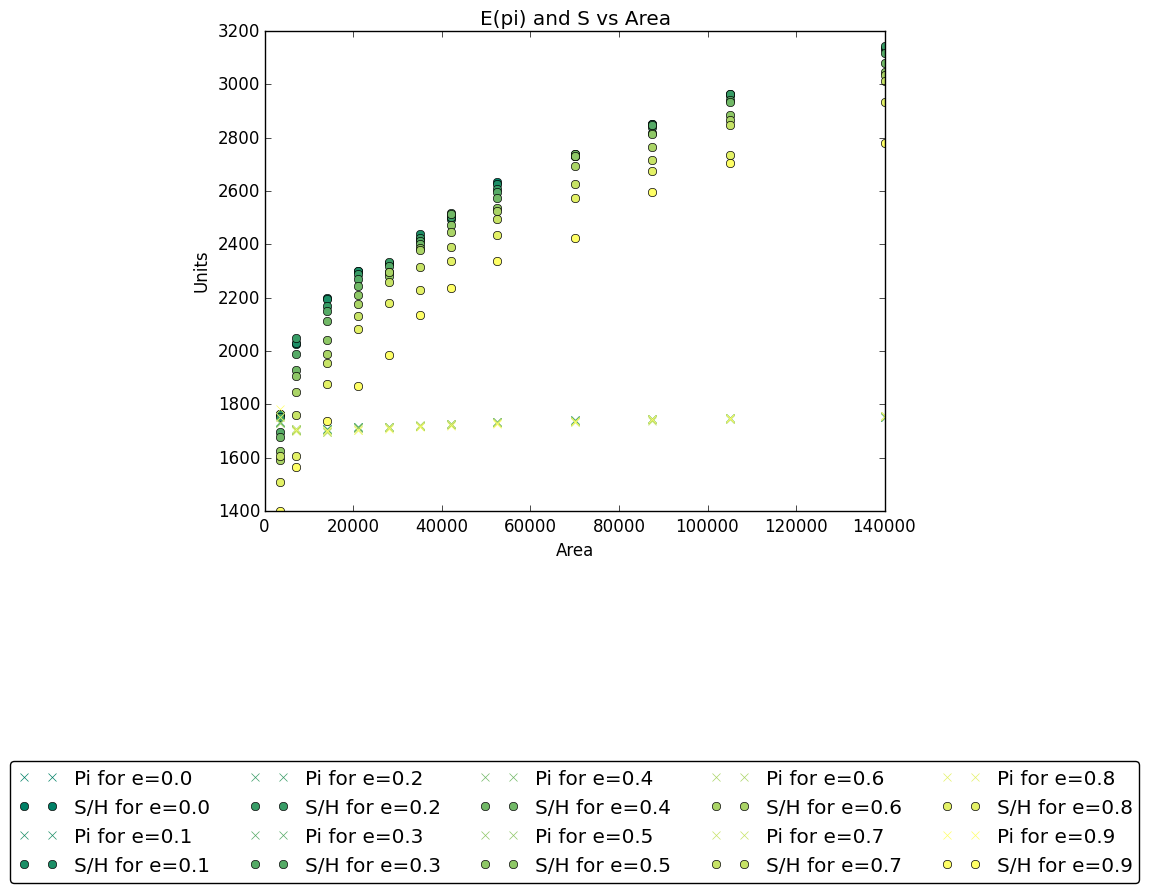 E(pi) and S vs Area
3200
3000
2800
2600
2400
2200
2000
1800
1600
1400
Units
0 20000 40000 60000 80000 100000 120000 140000
Area
Pi for e=0.0 Pi for e=0.2 Pi for e=0.4 Pi for e=0.6 Pi for e=0.8
S/H for e=0.0 S/H for e=0.2 S/H for e=0.4 S/H for e=0.6 S/H for e=0.8
Pi for e=0.1 Pi for e=0.3 Pi for e=0.5 Pi for e=0.7 Pi for e=0.9
S/H for e=0.1 S/H for e=0.3 S/H for e=0.5 S/H for e=0.7 S/H for e=0.9